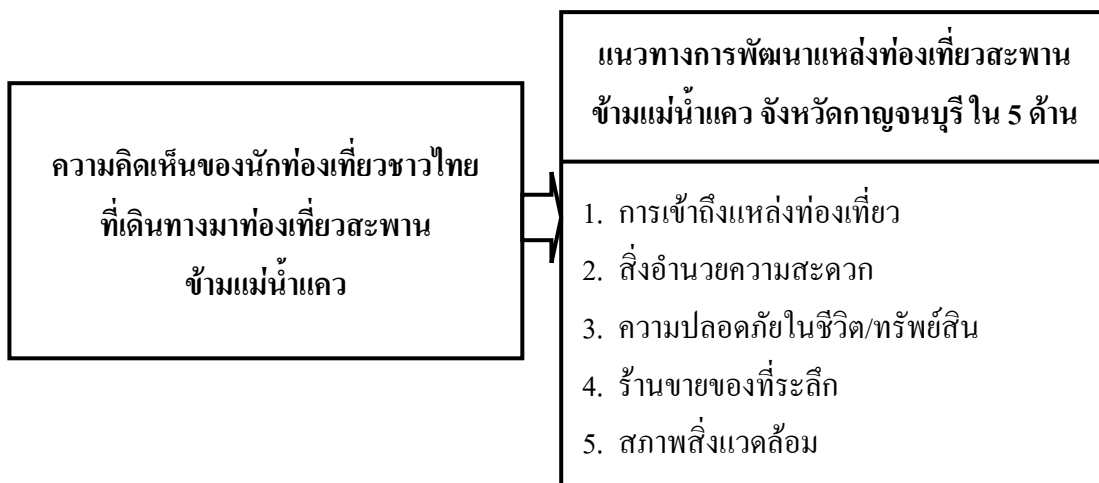 ความคิดเห็นของนักท่องเที่ยวชาวไทย
ที่เดินทางมาท่องเที่ยวสะพาน
ข้ามแม่น้ำแคว
แนวทางการพัฒนาแหล่งท่องเที่ยวสะพาน
ข้ามแม่น้ำแคว จังหวัดกาญจนบุรี ใน 5 ด้าน
1. การเข้าถึงแหล่งท่องเที่ยว
2. สิ่งอำนวยความสะดวก
3. ความปลอดภัยในชีวิต/ทรัพย์สิน
4. ร้านขายของที่ระลึก
5. สภาพสิ่งแวดล้อม